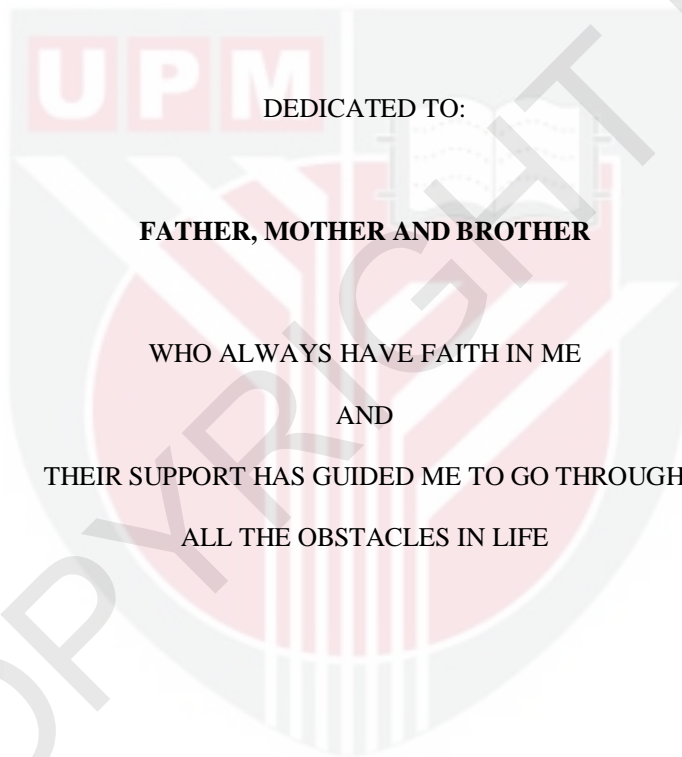 UPM
DEDICATED TO:
FATHER, MOTHER AND BROTHER
WHO ALWAYS HAVE FAITH IN ME
AND
THEIR SUPPORT HAS GUIDED ME TO GO THROUGH
ALL THE OBSTACLES IN LIFE
OPYRIGHT